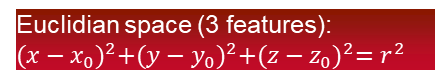 Euclidian space (3 features):
(x − x₀)²+(y − y₀)²+(z − z₀)²= r²